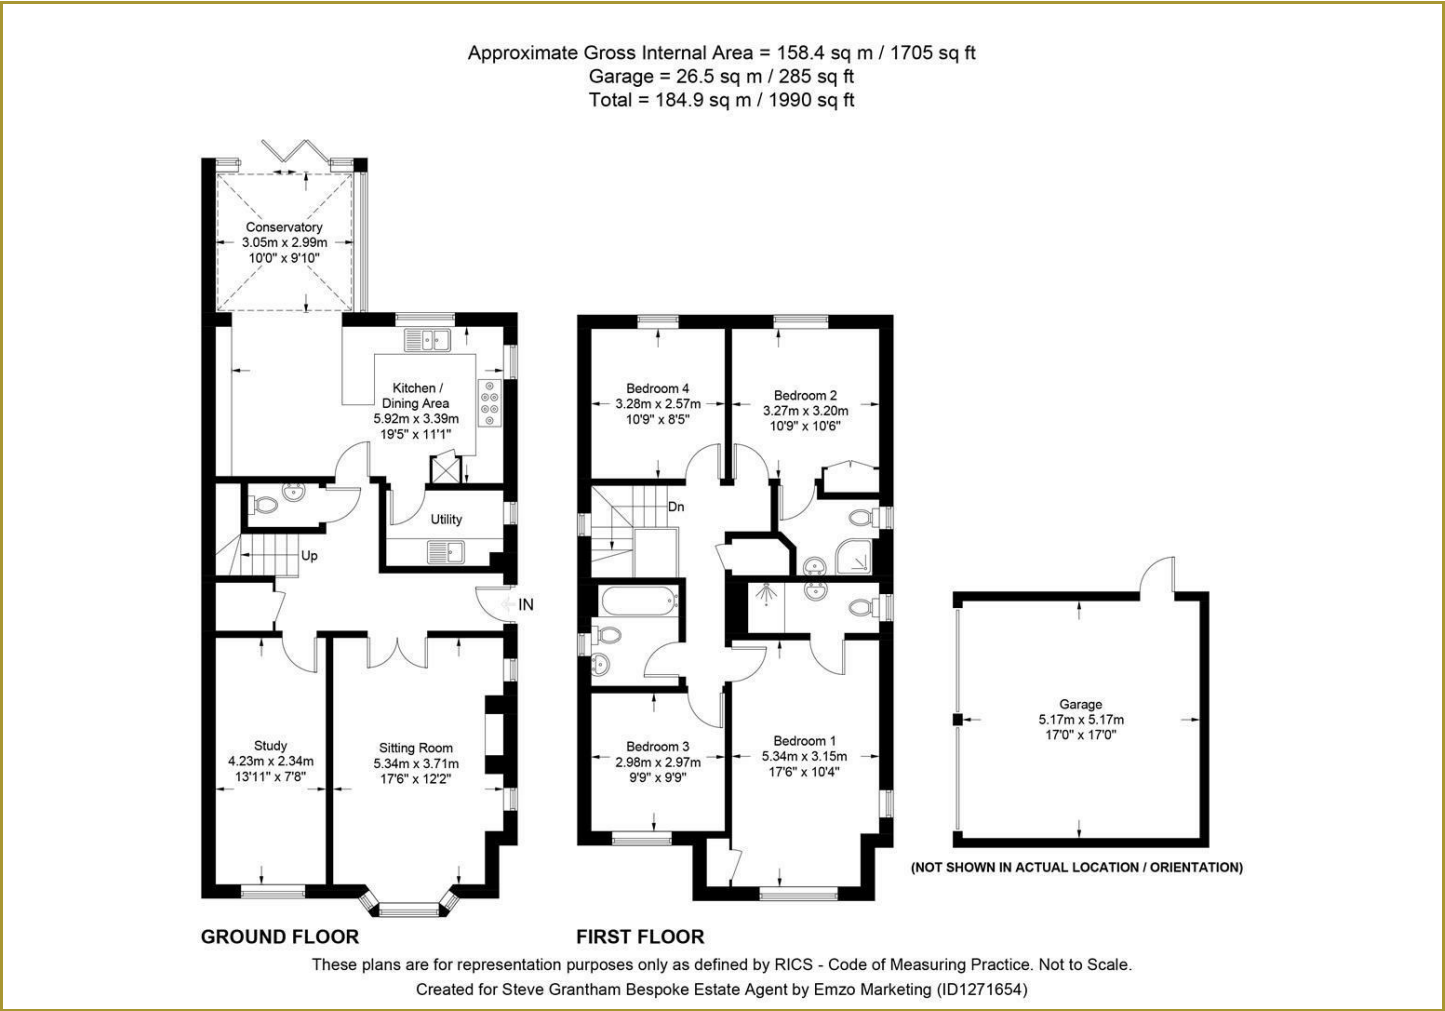 Approximate Gross Internal Area = 158.4 sq m / 1705 sq ft
Garage = 26.5 sq m / 285 sq ft
Total = 184.9 sq m / 1990 sq ft
Conservatory
3.05m x 2.99m
10'0" x 9'10"
Kitchen /
Dining Area
5.92m x 3.39m
19'5" x 11'1"
Utility
Up
IN
Study
4.23m x 2.34m
13'11" x 7'8"
Sitting Room
5.34m x 3.71m
17'6" x 12'2"
GROUND FLOOR
Bedroom 4
3.28m x 2.57m
10'9" x 8'5"
Bedroom 2
3.27m x 3.20m
10'9" x 10'6"
Dn
Bedroom 3
2.98m x 2.97m
9'9" x 9'9"
Bedroom 1
5.34m x 3.15m
17'6" x 10'4"
FIRST FLOOR
Garage
5.17m x 5.17m
17'0" x 17'0"
(NOT SHOWN IN ACTUAL LOCATION / ORIENTATION)
These plans are for representation purposes only as defined by RICS - Code of Measuring Practice. Not to Scale.
Created for Steve Grantham Bespoke Estate Agent by Emzo Marketing (ID1271654)